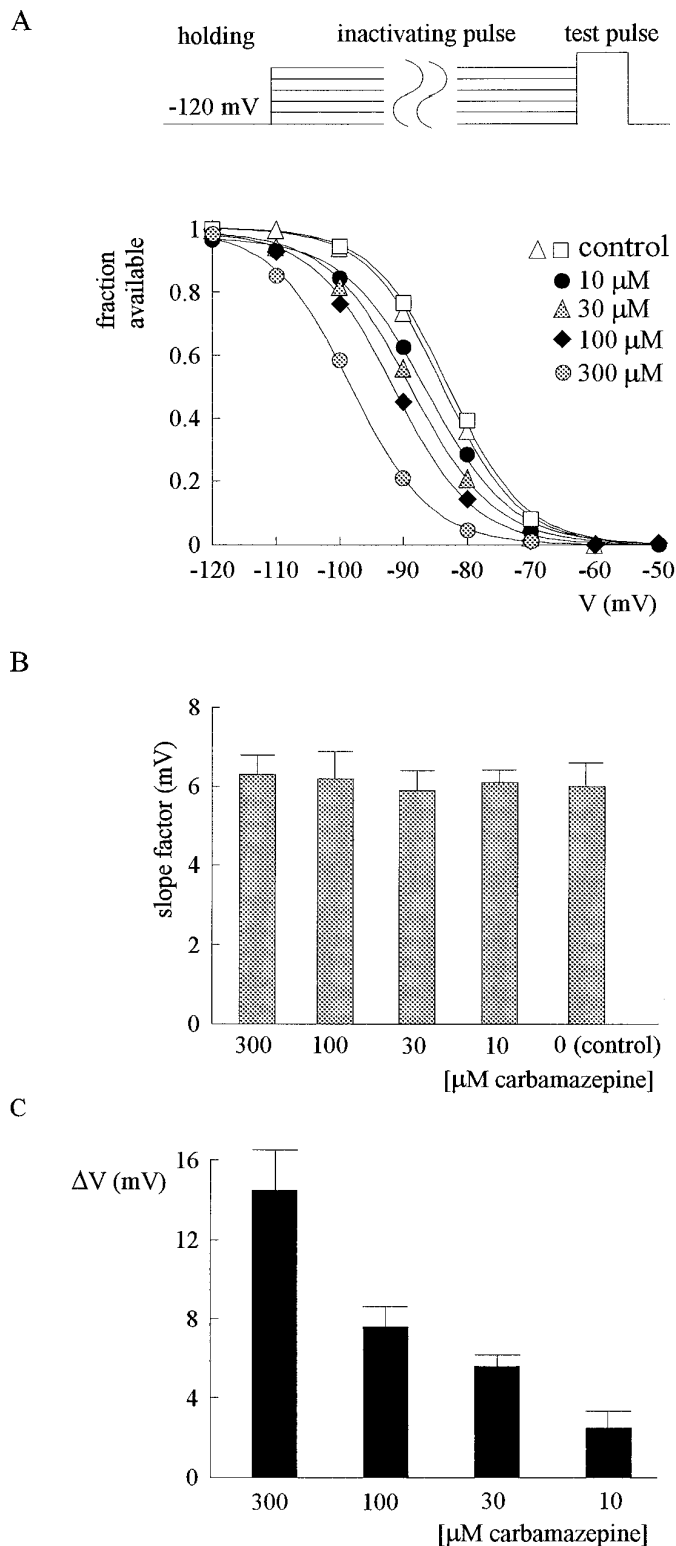 A
holding
inactivating pulse
test pulse
-120 mV
fraction
available
1
0.8
0.6
0.4
0.2
0
-120
-110
-100
-90
-80
-70
-60
-50
V (mV)
control
10 µM
30 µM
100 µM
300 µM
B
slope factor (mV)
8
6
4
2
0
300
100
30
10
0 (control)
[µM carbamazepine]
C
ΔV (mV)
16
12
8
4
0
300
100
30
10
[µM carbamazepine]